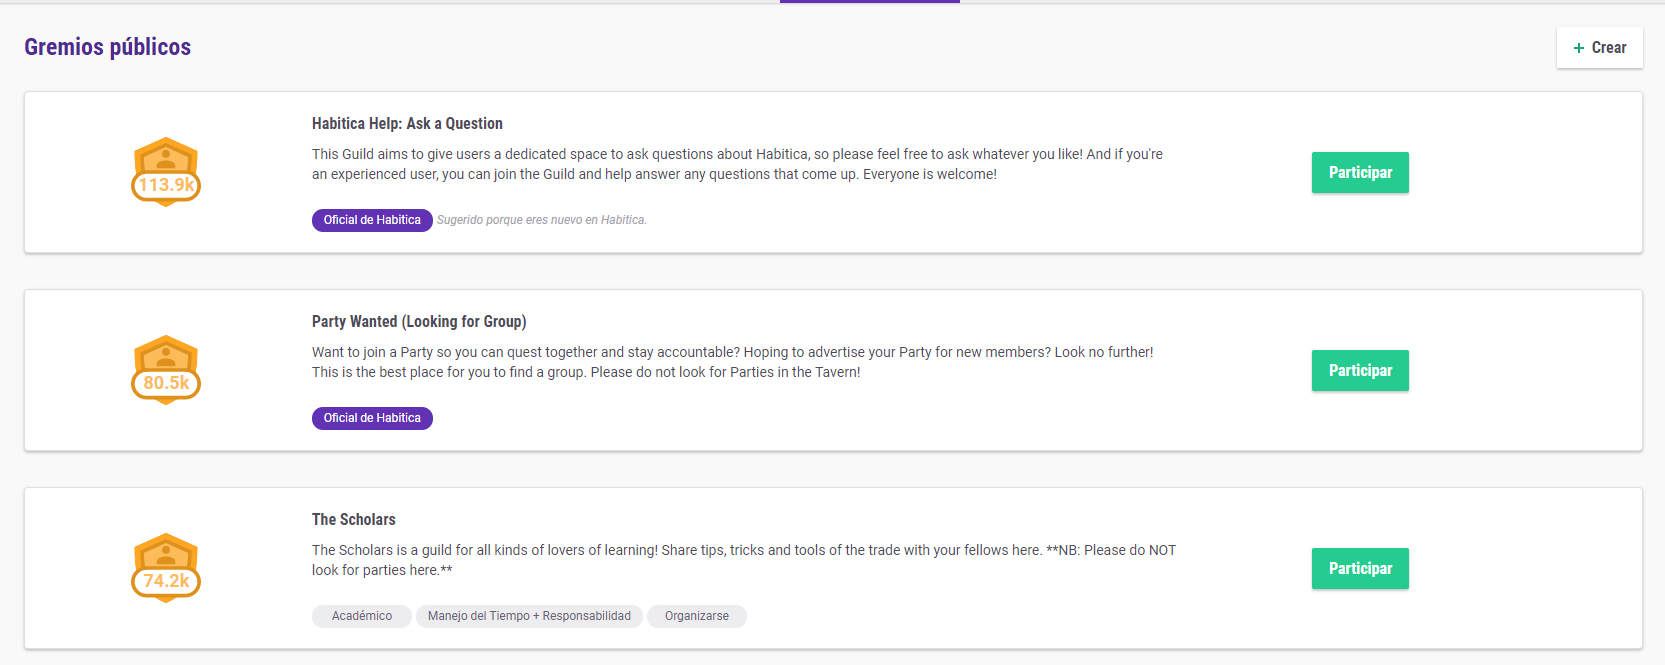 Gremios públicos
+ Crear
Habitica Help: Ask a Question
This Guild aims to give users a dedicated space to ask questions about Habitica, so please feel free to ask whatever you like! And if you're
an experienced user, you can join the Guild and help answer any questions that come up. Everyone is welcome!
113.9k
Participar
Oficial de Habitica Sugerido porque eres nuevo en Habitica.
Party Wanted (Looking for Group)
Want to join a Party so you can quest together and stay accountable? Hoping to advertise your Party for new members? Look no further!
This is the best place for you to find a group. Please do not look for Parties in the Tavern!
80.5k
Participar
Oficial de Habitica
The Scholars
The Scholars is a guild for all kinds of lovers of learning! Share tips, tricks and tools of the trade with your fellows here. **NB: Please do NOT
look for parties here.**
74.2k
Participar
Académico Manejo del Tiempo + Responsabilidad Organizarse